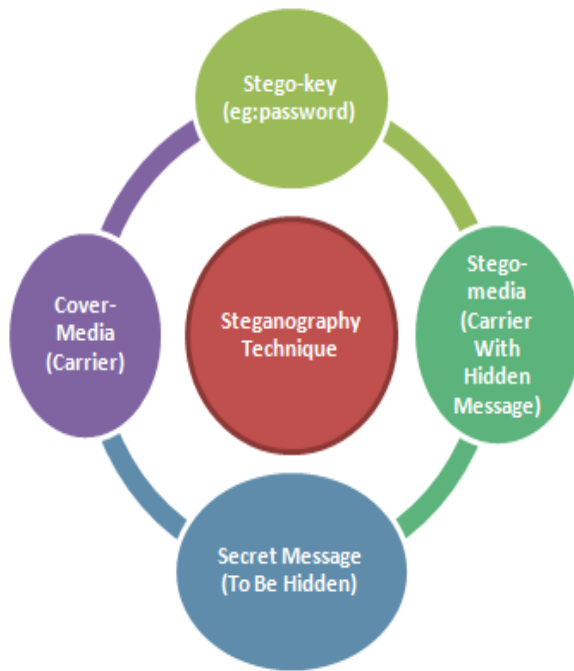 Stego-key
(eg:password)
Cover-
Media
(Carrier)
Steganography
Technique
Stego-
media
(Carrier
With
Hidden
Message)
Secret Message
(To Be Hidden)